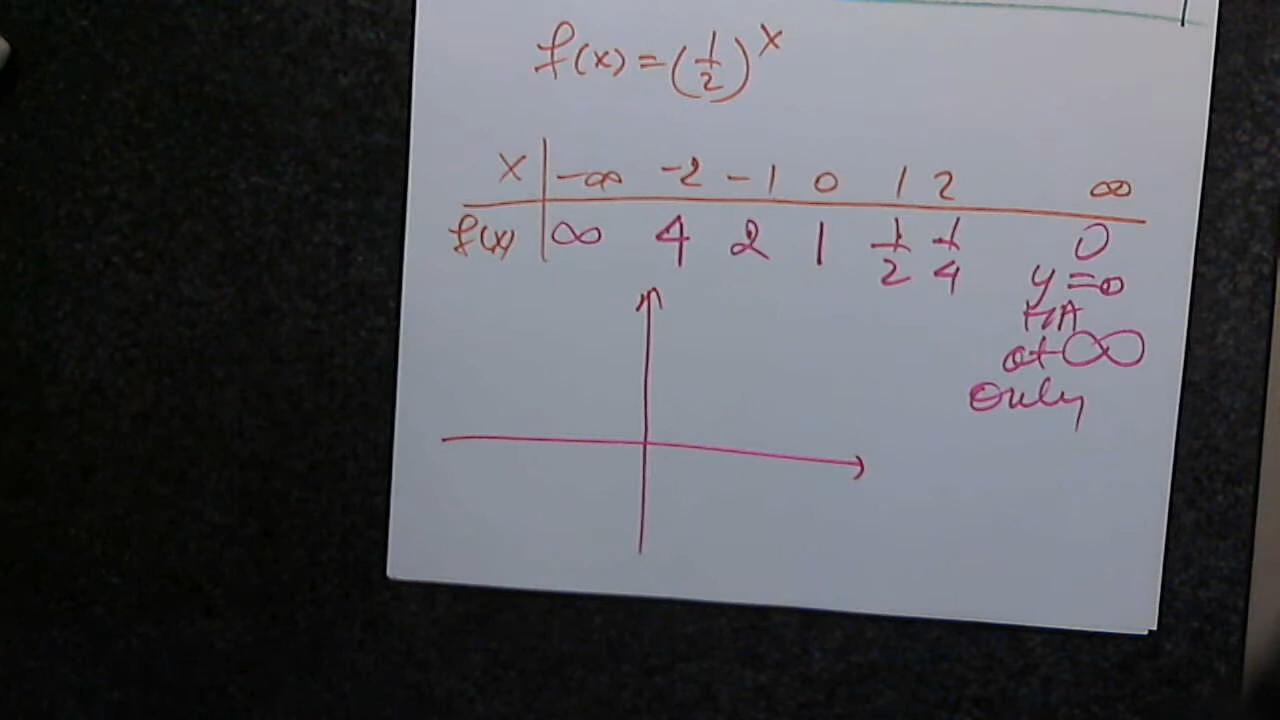 f(x) = (1/2)^x
x | -∞ -2 -1 0 1 2 ∞
f(x) | ∞ 4 2 1 1/2 1/4 0
y=0
HA
at ∞
only